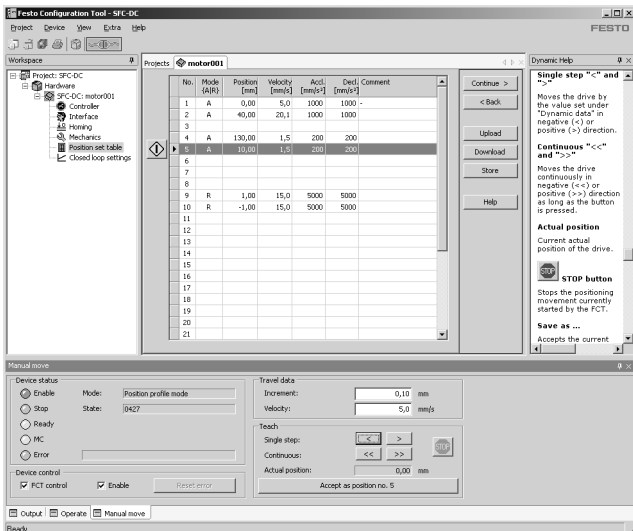 Festo Configuration Tool - SFC-DC
Project Device View Extra Help
FESTO
Workspace
Project: SFC-DC
Hardware
SFC-DC: motor001
Controller
Interface
Homing
Mechanics
Position set table
Closed loop settings
Projects motor001
No. Mode Position Velocity Accl. Decl. Comment
{A|R} [mm] [mm/s] [mm/s²] [mm/s²]
1 A 0,00 5,0 1000 1000 -
2 A 40,00 20,1 1000 1000
3
4 A 130,00 1,5 200 200
5 A 10,00 1,5 200 200
6
7
8
9 R 1,00 15,0 5000 5000
10 R -1,00 15,0 5000 5000
11
12
13
14
15
16
17
18
19
20
21
Continue >
< Back
Upload
Download
Store
Help
Dynamic Help
Single step "<" and
">"
Moves the drive by
the value set under
"Dynamic data" in
negative (<) or
positive (>) direction.
Continuous "<<"
and ">>"
Moves the drive
continuously in
negative (<<) or
positive (>>) direction
as long as the button
is pressed.
Actual position
Current actual
position of the drive.
STOP STOP button
Stops the positioning
movement currently
started by the FCT.
Save as ...
Accepts the current
Manual move
Device status
Enable Mode: Position profile mode
Stop State: 0427
Ready
MC
Error
Device control
FCT control Enable Reset error
Travel data
Increment: 0,10 mm
Velocity: 5,0 mm/s
Teach
Single step: < >
Continuous: << >>
STOP
Actual position: 0,00 mm
Accept as position no. 5
Output Operate Manual move
Ready